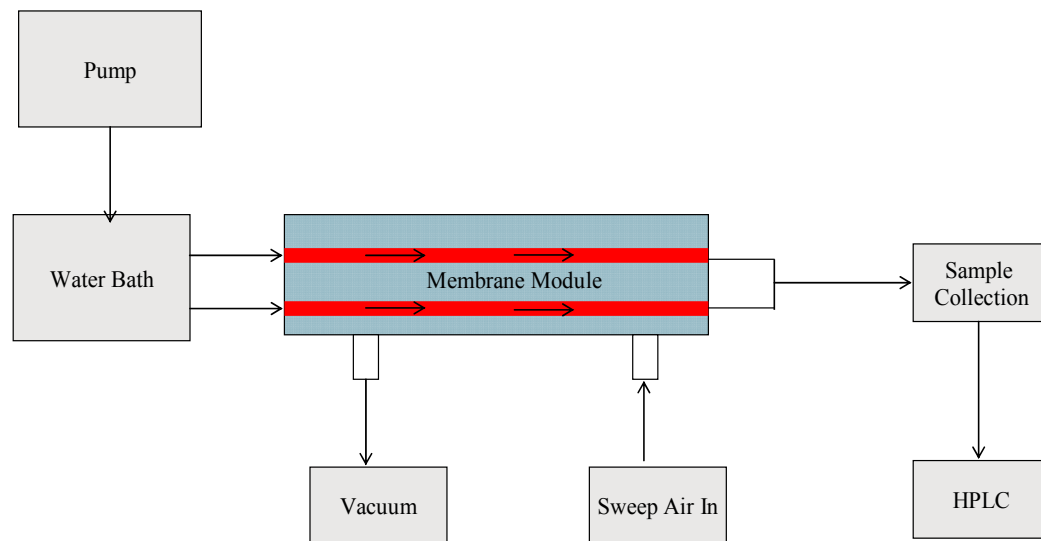 Pump
Water Bath
Membrane Module
Sample
Collection
Vacuum
Sweep Air In
HPLC